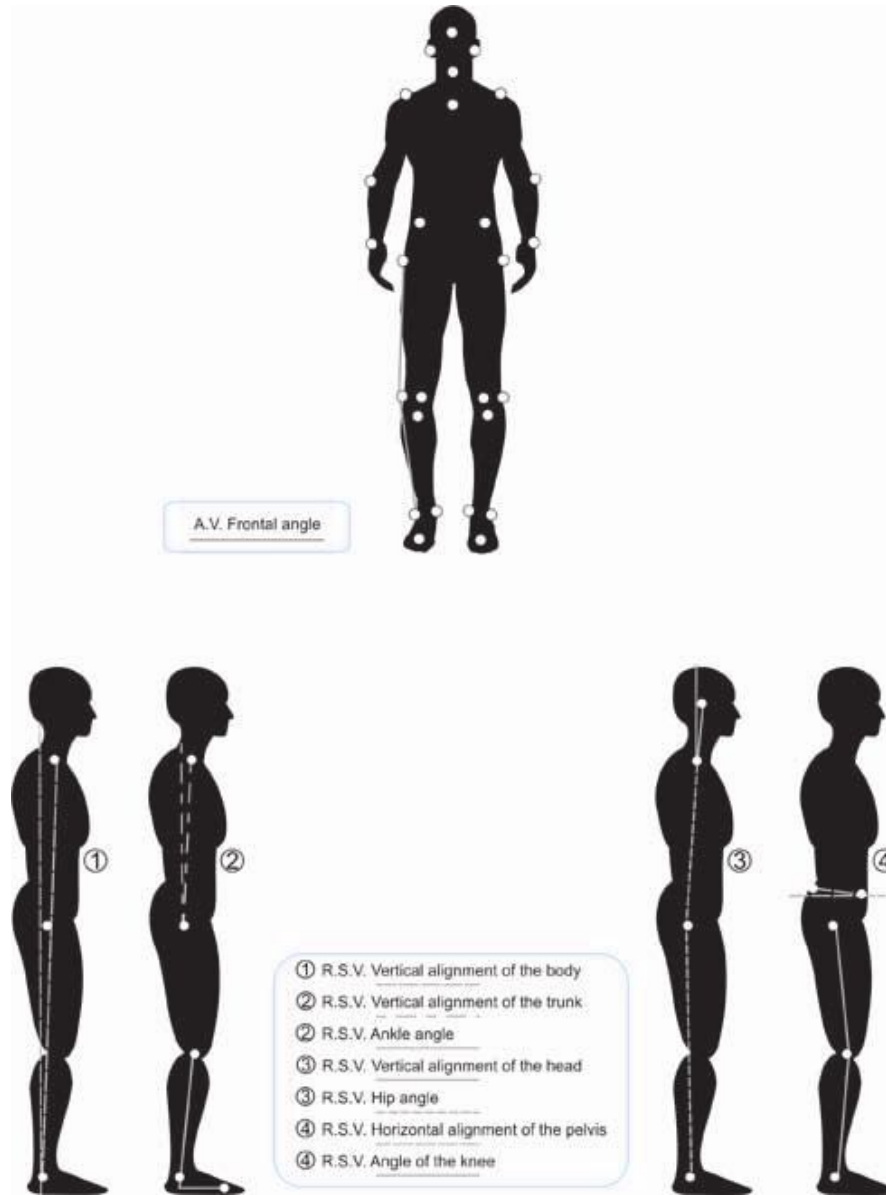 A.V. Frontal angle
① ② ③ ④
① R.S.V. Vertical alignment of the body
② R.S.V. Vertical alignment of the trunk
② R.S.V. Ankle angle
③ R.S.V. Vertical alignment of the head
③ R.S.V. Hip angle
④ R.S.V. Horizontal alignment of the pelvis
④ R.S.V. Angle of the knee